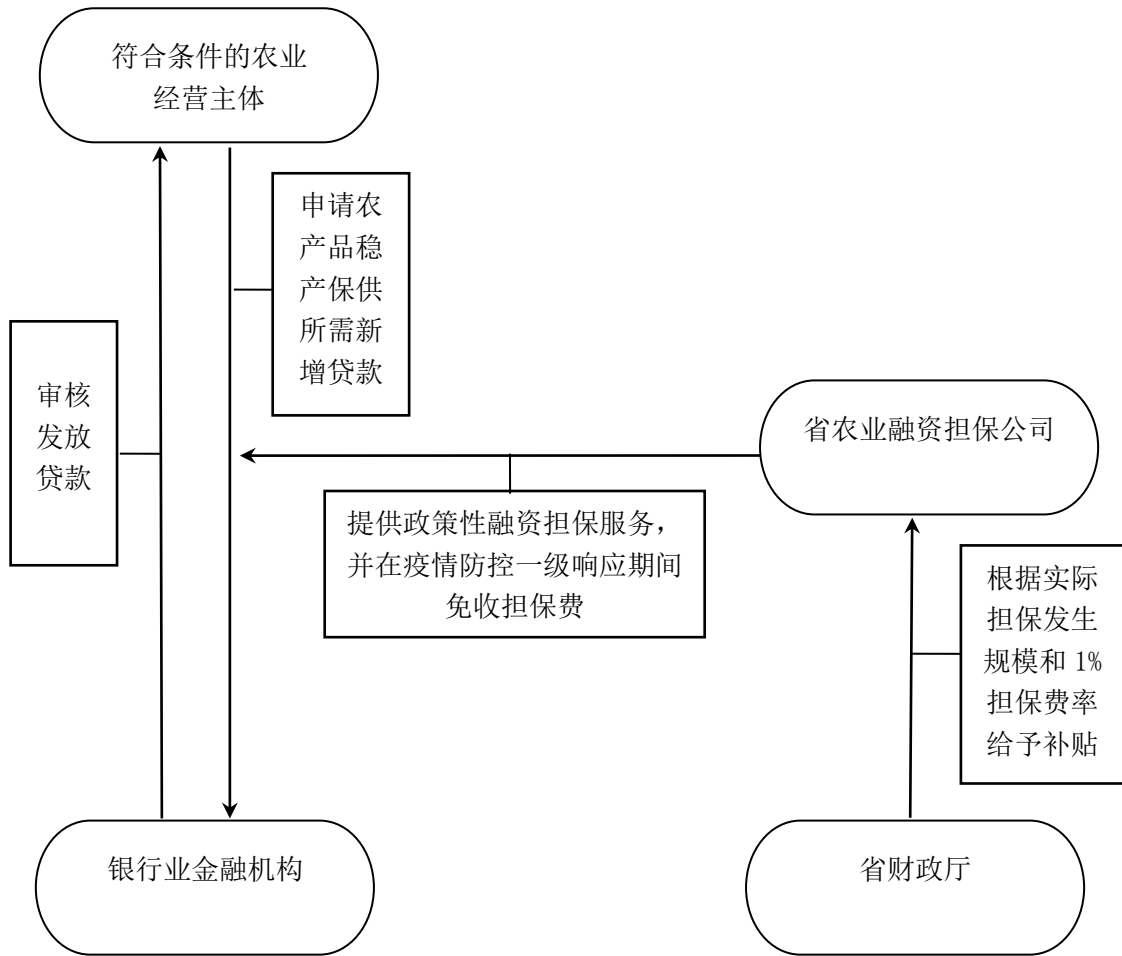 符合条件的农业
经营主体
申请农
产品稳
产保供
所需新
增贷款
审核
发放
贷款
省农业融资担保公司
提供政策性融资担保服务，
并在疫情防控一级响应期间
免收担保费
根据实际
担保发生
规模和 1%
担保费率
给予补贴
银行业金融机构
省财政厅